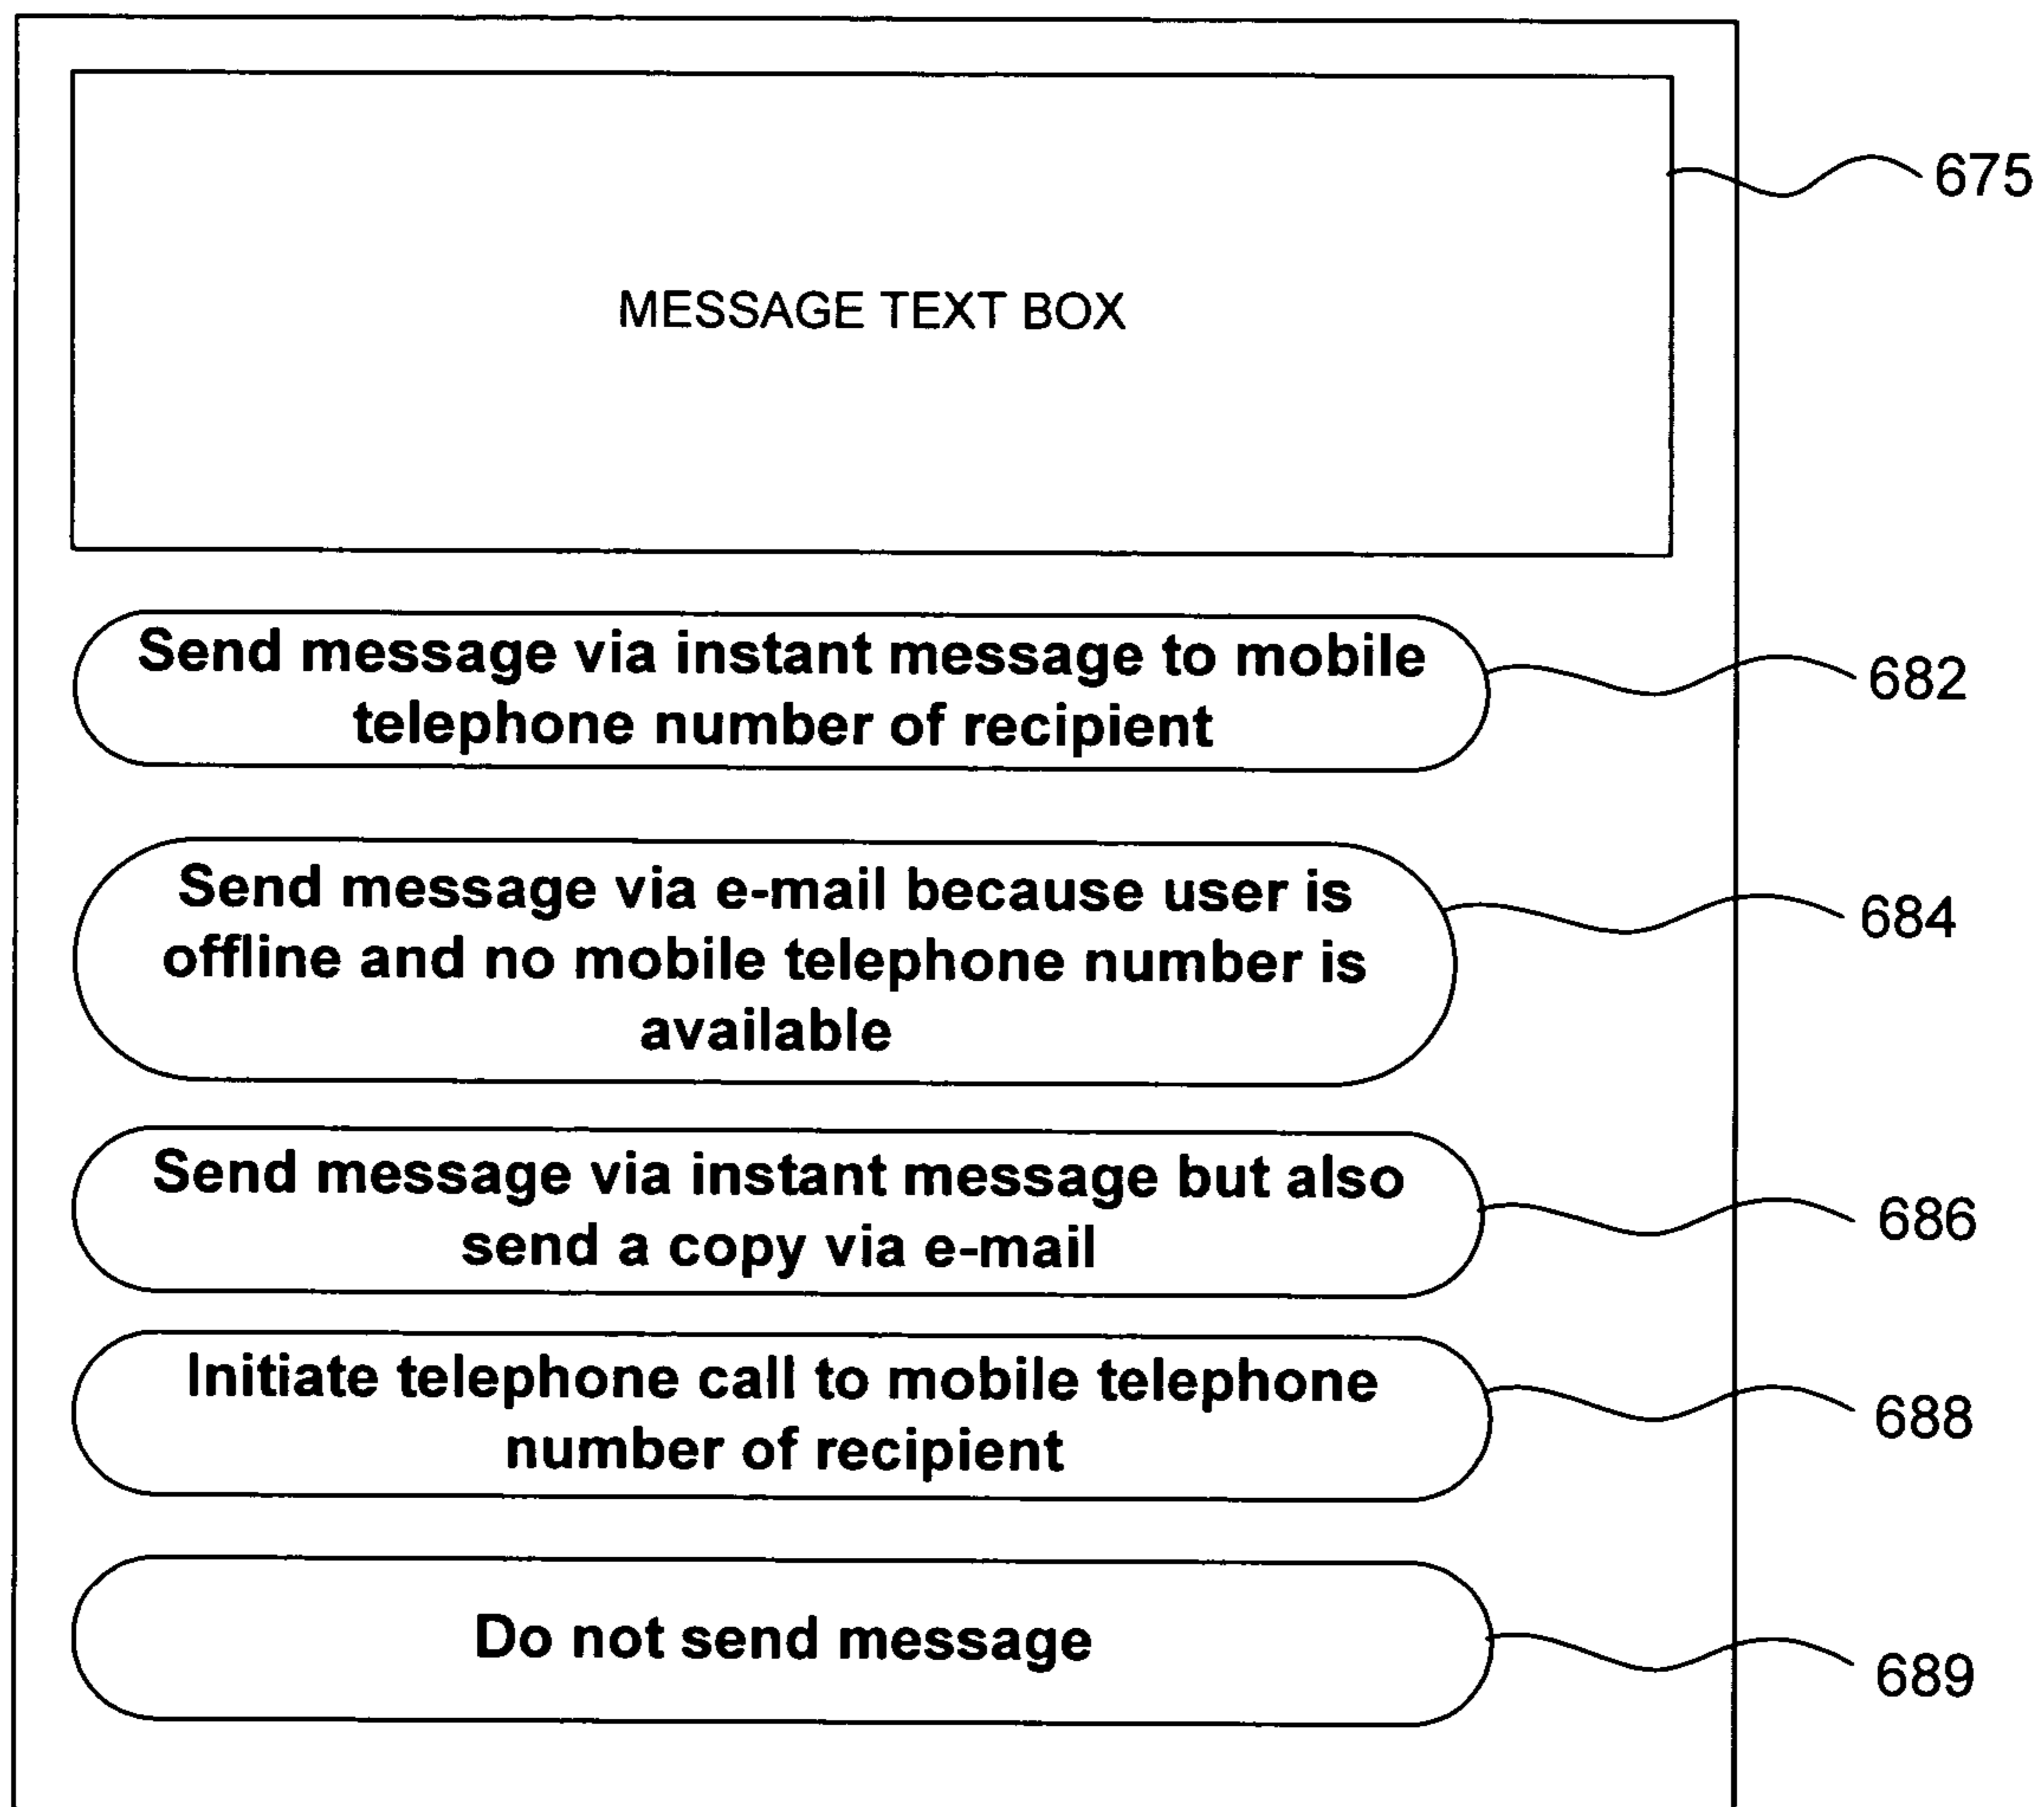 675
MESSAGE TEXT BOX
Send message via instant message to mobile
telephone number of recipient
682
Send message via e-mail because user is
offline and no mobile telephone number is
available
684
Send message via instant message but also
send a copy via e-mail
686
Initiate telephone call to mobile telephone
number of recipient
688
Do not send message
689